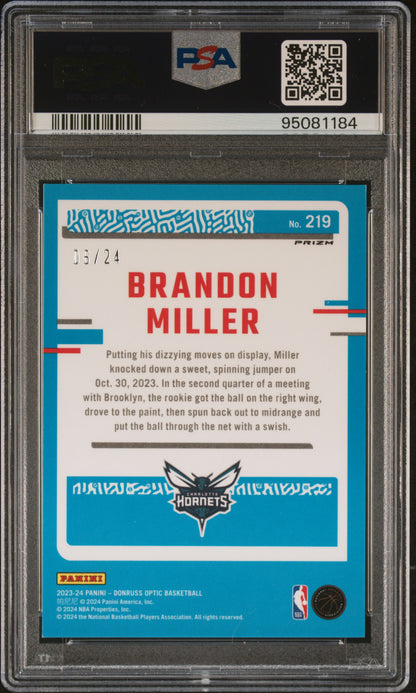 PSA
95081184
No. 219
PRIZM
03/24
BRANDON
MILLER
Putting his dizzying moves on display, Miller
knocked down a sweet, spinning jumper on
Oct. 30, 2023. In the second quarter of a meeting
with Brooklyn, the rookie got the ball on the right wing,
drove to the paint, then spun back out to midrange and
put the ball through the net with a swish.
CHARLOTTE
HORNETS
PANINI
2023-24 PANINI – DONRUSS OPTIC BASKETBALL
帕尼尼 © 2024 Panini America, Inc.
© 2024 NBA Properties, Inc.
© 2024 the National Basketball Players Association. All rights reserved.